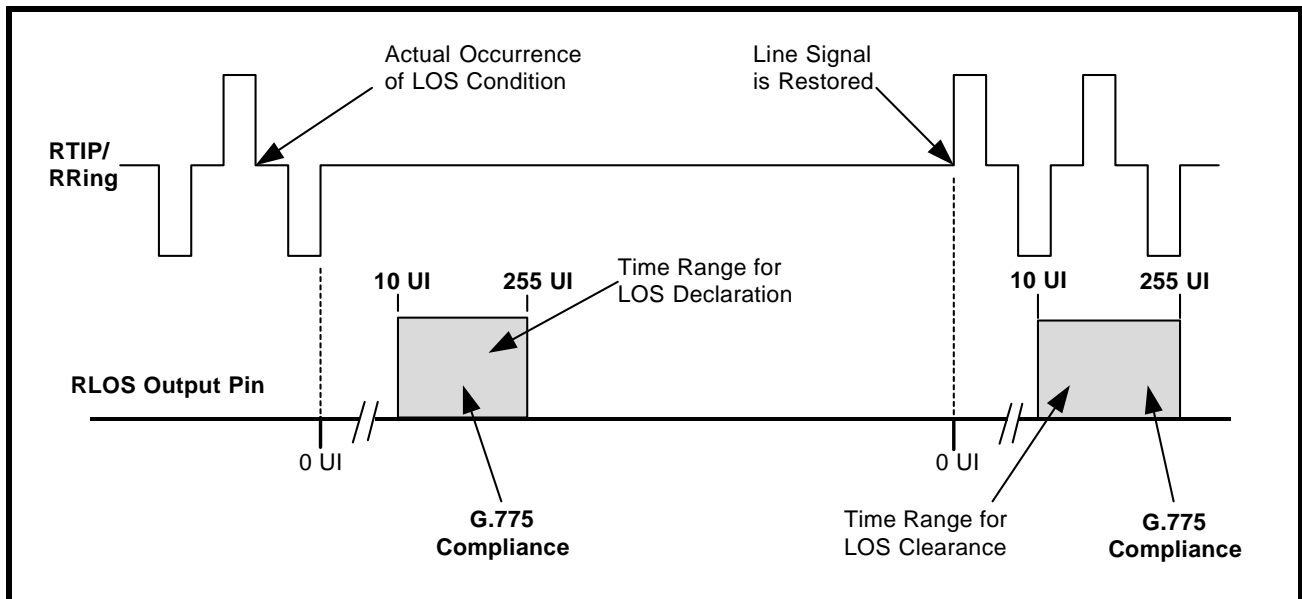 Actual Occurrence
of LOS Condition
Line Signal
is Restored
RTIP/
RRing
10 UI
255 UI
Time Range for
LOS Declaration
10 UI
255 UI
RLOS Output Pin
0 UI
0 UI
G.775
Compliance
Time Range for
LOS Clearance
G.775
Compliance